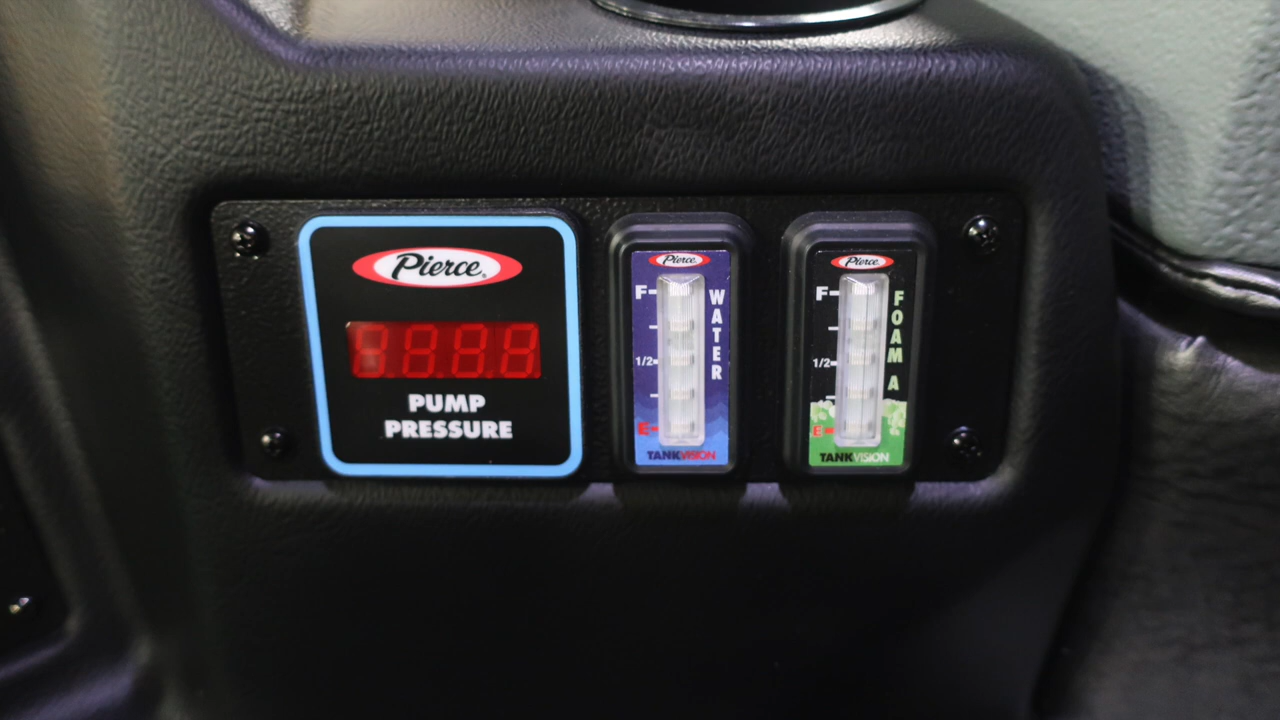 Pierce
PUMP
PRESSURE
Pierce
F
WATER
1/2
E
TANKVISION
Pierce
F
FOAM A
1/2
E
TANKVISION